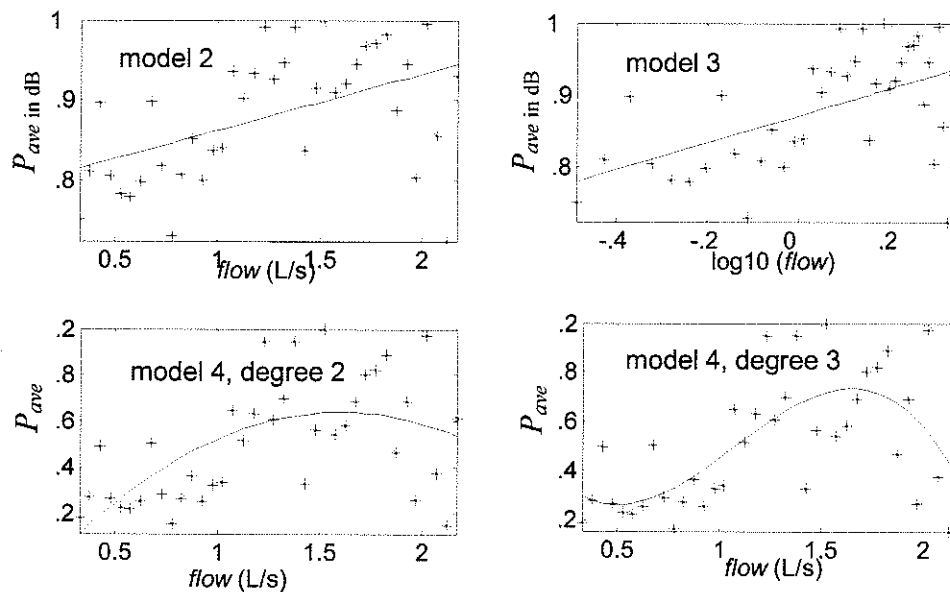 1
model 2
.9
P_ave in dB
.8
0.5
1
1.5
2
flow (L/s)
1
model 3
.9
P_ave in dB
.8
-.4
-.2
0
.2
log10 (flow)
.2
model 4, degree 2
.8
P_ave
.6
.4
.2
0.5
1
1.5
2
flow (L/s)
.2
model 4, degree 3
.8
P_ave
.6
.4
.2
0.5
1
1.5
2
flow (L/s)